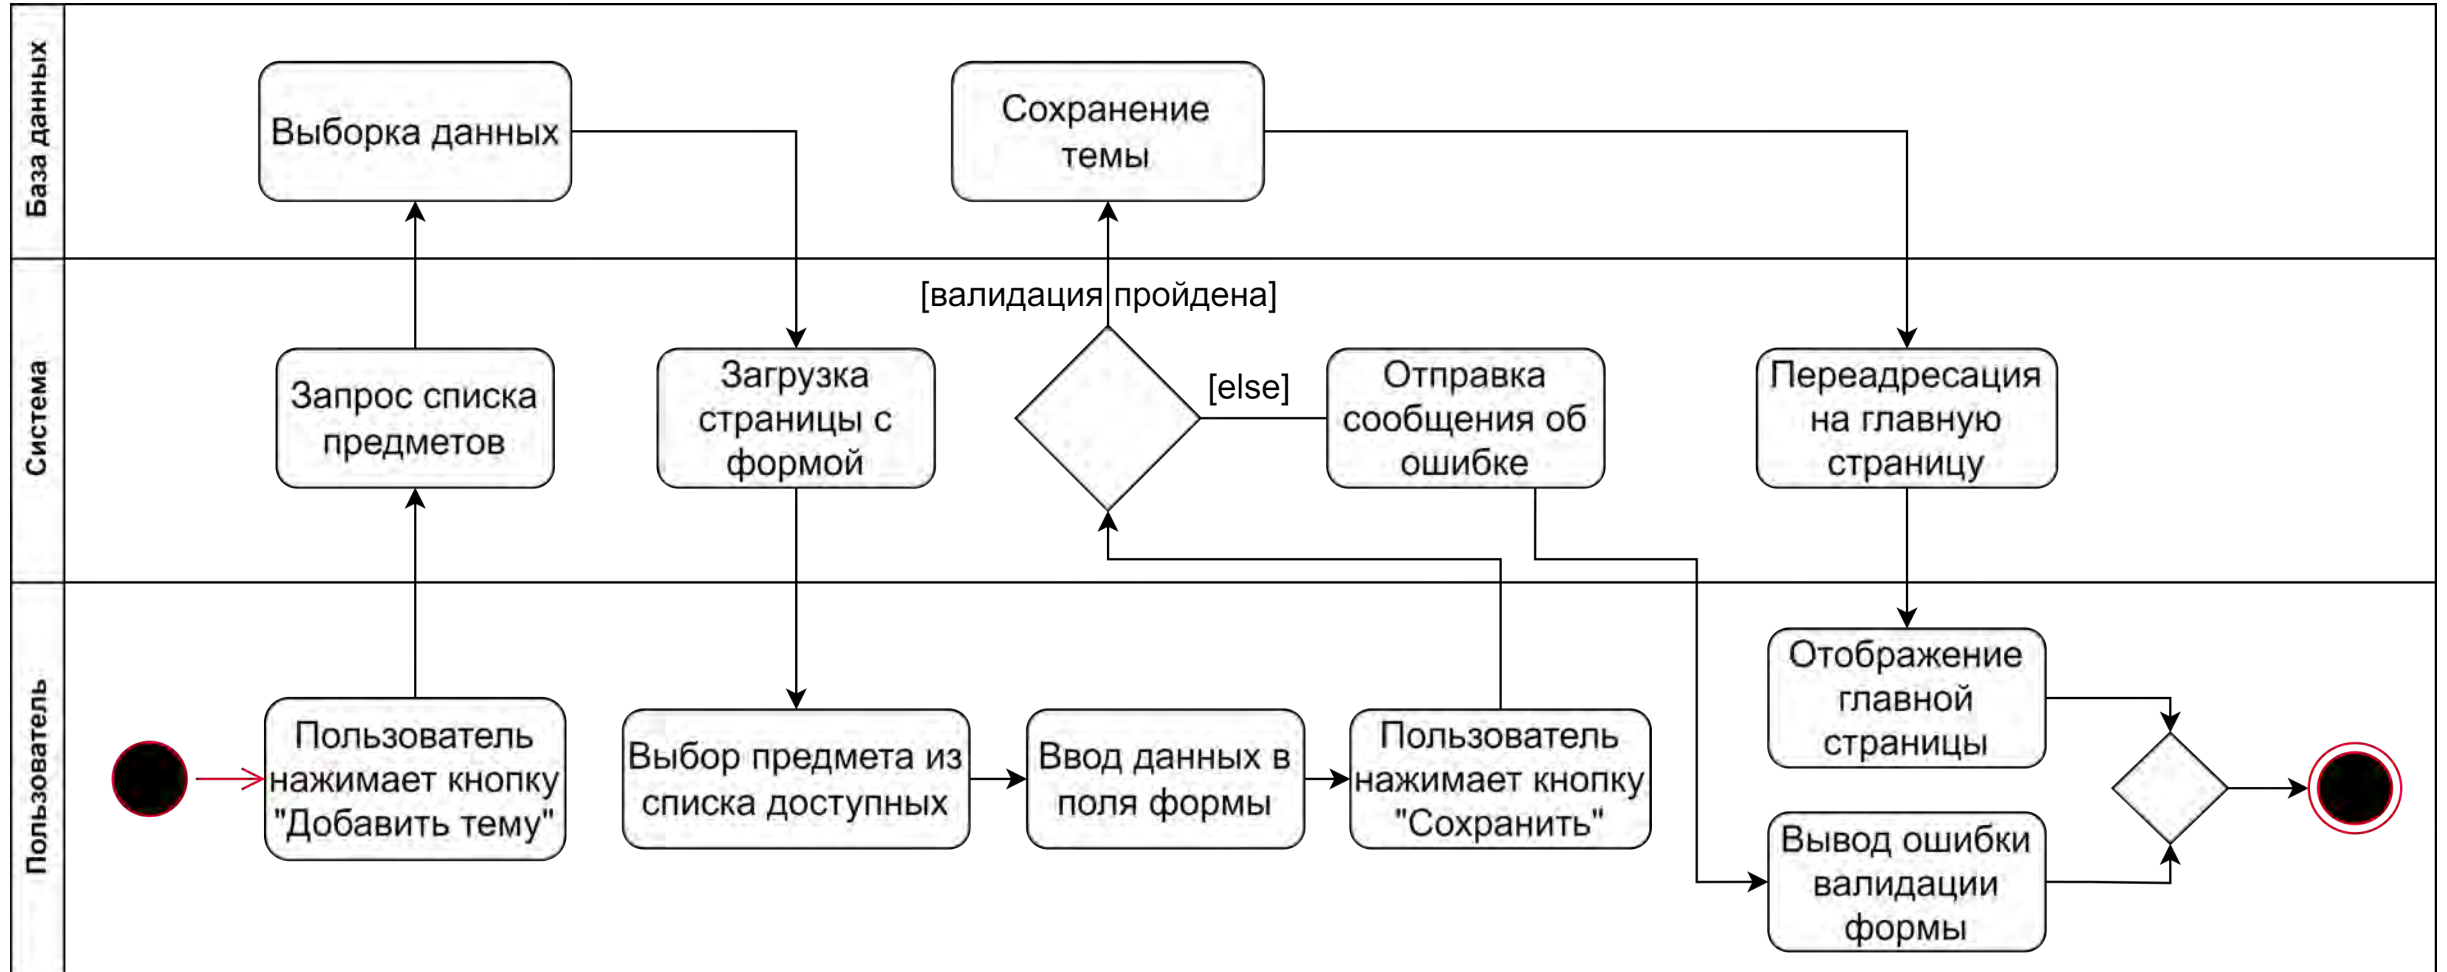 База данных
Выборка данных
Сохранение
темы
Система
[валидация пройдена]
Запрос списка
предметов
Загрузка
страницы с
формой
[else]
Отправка
сообщения об
ошибке
Переадресация
на главную
страницу
Пользователь
Пользователь
нажимает кнопку
"Добавить тему"
Выбор предмета из
списка доступных
Ввод данных в
поля формы
Пользователь
нажимает кнопку
"Сохранить"
Отображение
главной
страницы
Вывод ошибки
валидации
формы